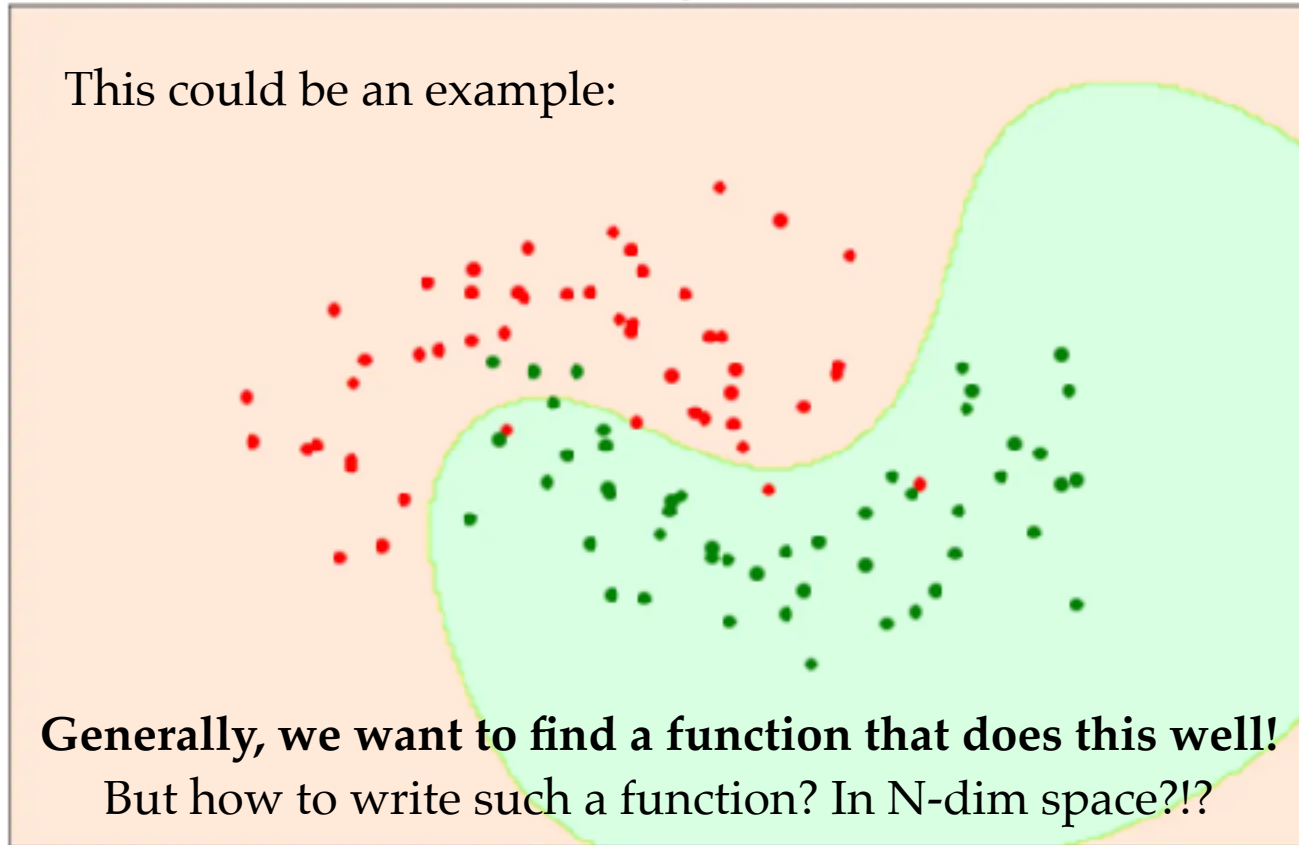 This could be an example:
Generally, we want to find a function that does this well!
But how to write such a function? In N-dim space?!?